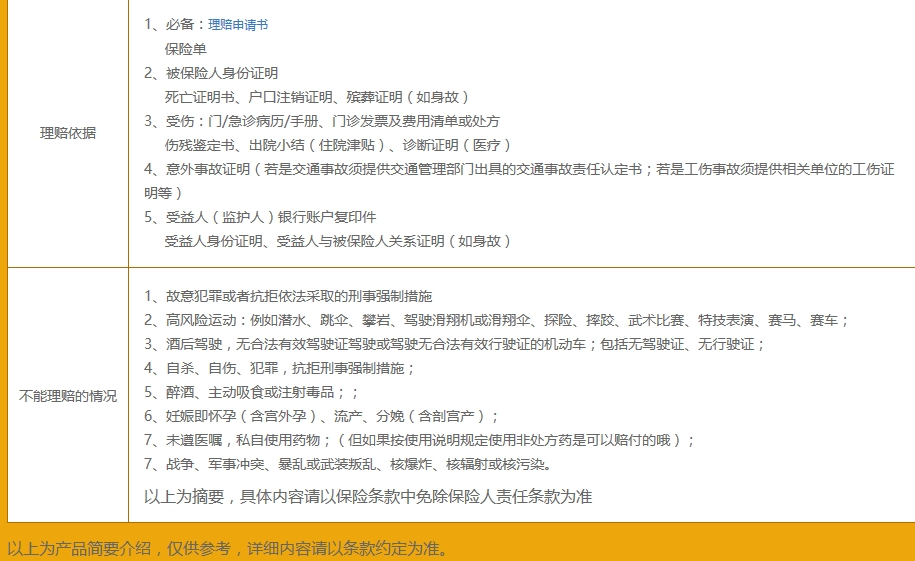 理赔依据
1、必备：理赔申请书
保险单
2、被保险人身份证明
死亡证明书、户口注销证明、殡葬证明（如身故）
3、受伤：门/急诊病历/手册、门诊发票及费用清单或处方
伤残鉴定书、出院小结（住院津贴）、诊断证明（医疗）
4、意外事故证明（若是交通事故须提供交通管理部门出具的交通事故责任认定书；若是工伤事故须提供相关单位的工伤证
明等）
5、受益人（监护人）银行账户复印件
受益人身份证明、受益人与被保险人关系证明（如身故）
不能理赔的情况
1、故意犯罪或者抗拒依法采取的刑事强制措施
2、高风险运动：例如潜水、跳伞、攀岩、驾驶滑翔机或滑翔伞、探险、摔跤、武术比赛、特技表演、赛马、赛车；
3、酒后驾驶，无合法有效驾驶证驾驶或驾驶无合法有效行驶证的机动车；包括无驾驶证、无行驶证；
4、自杀、自伤、犯罪，抗拒刑事强制措施；
5、醉酒、主动吸食或注射毒品；；
6、妊娠即怀孕（含宫外孕）、流产、分娩（含剖宫产）；
7、未遵医嘱，私自使用药物；（但如果按使用说明规定使用非处方药是可以赔付的哦）；
7、战争、军事冲突、暴乱或武装叛乱、核爆炸、核辐射或核污染。
以上为摘要，具体内容请以保险条款中免除保险人责任条款为准
以上为产品简要介绍，仅供参考，详细内容请以条款约定为准。